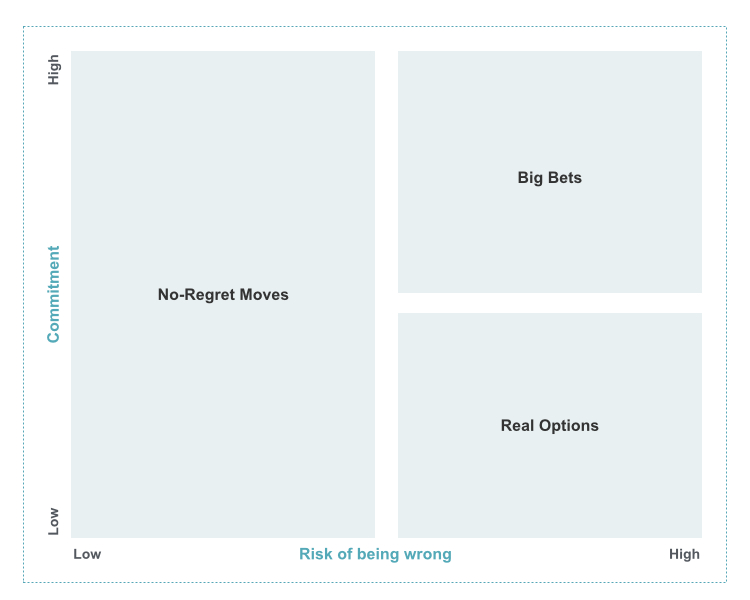 High
Big Bets
Commitment
No-Regret Moves
Real Options
Low
Low
Risk of being wrong
High